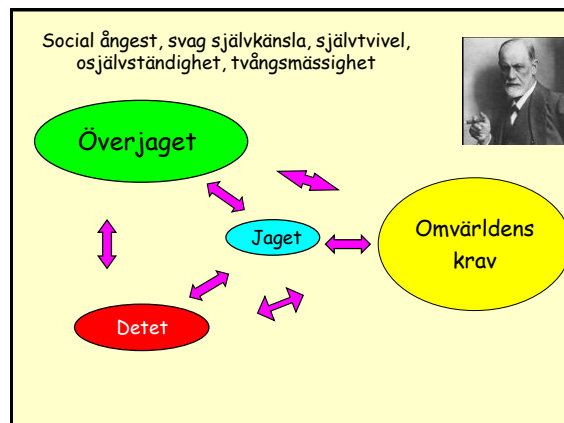 Social ångest, svag självkänsla, självtvivel,
osjälvständighet, tvångsmässighet
Överjaget
Jaget
Omvärldens
krav
Detet